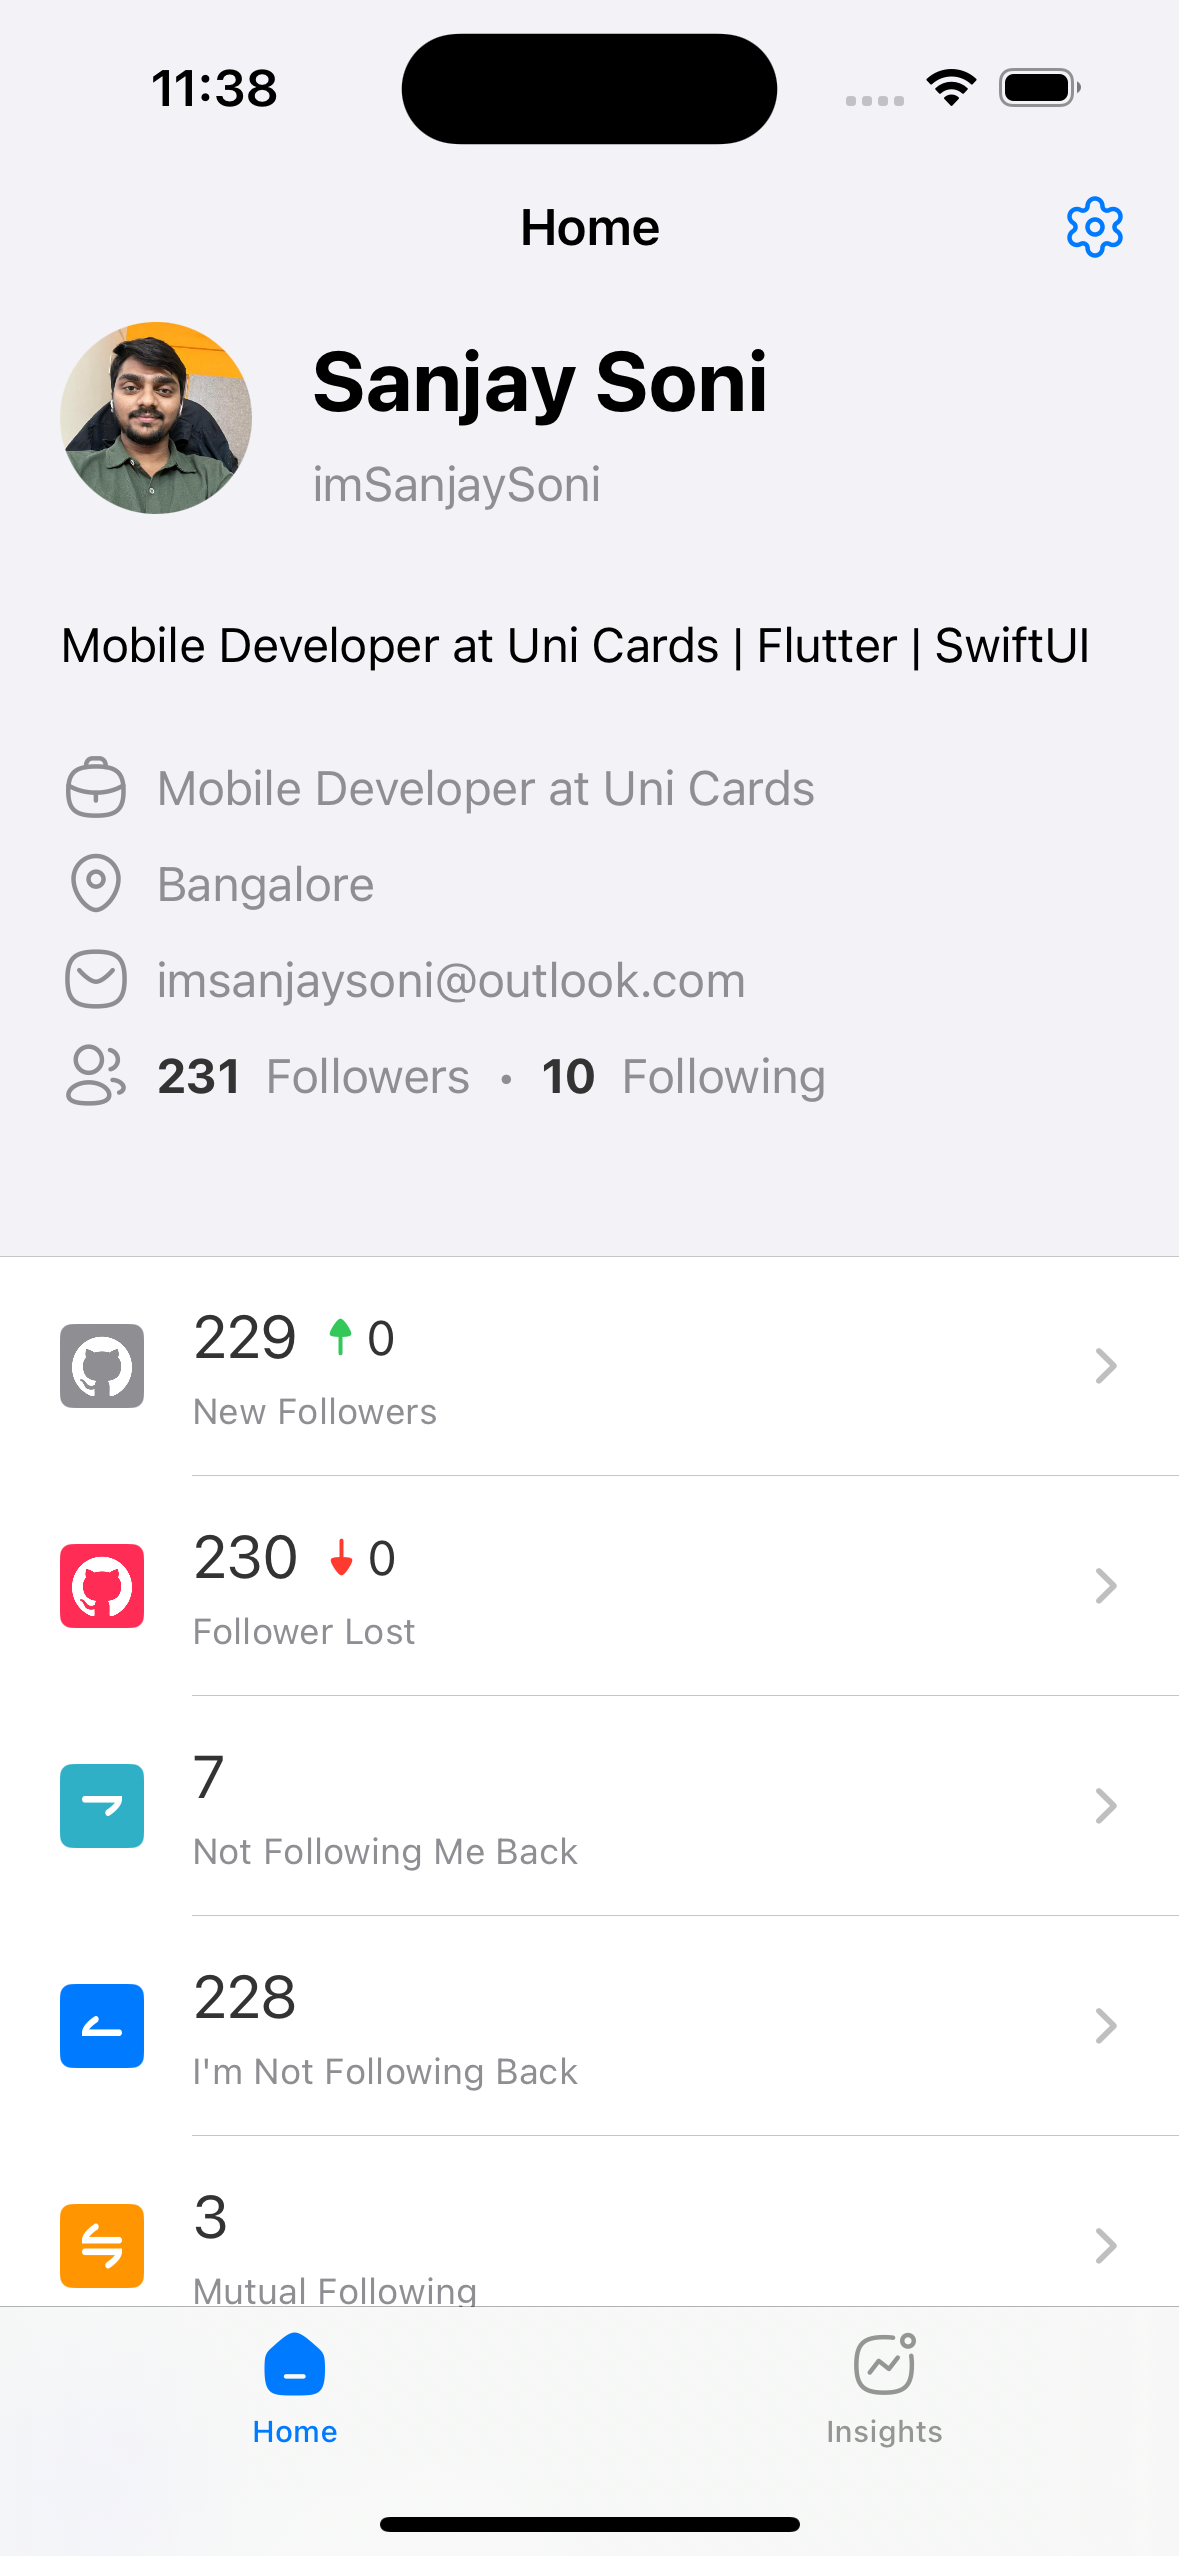 11:38
Home
Sanjay Soni
imSanjaySoni
Mobile Developer at Uni Cards | Flutter | SwiftUI
Mobile Developer at Uni Cards
Bangalore
imsanjaysoni@outlook.com
231 Followers · 10 Following
229 0
New Followers
230 0
Follower Lost
7
Not Following Me Back
228
I'm Not Following Back
3
Mutual Following
Home
Insights